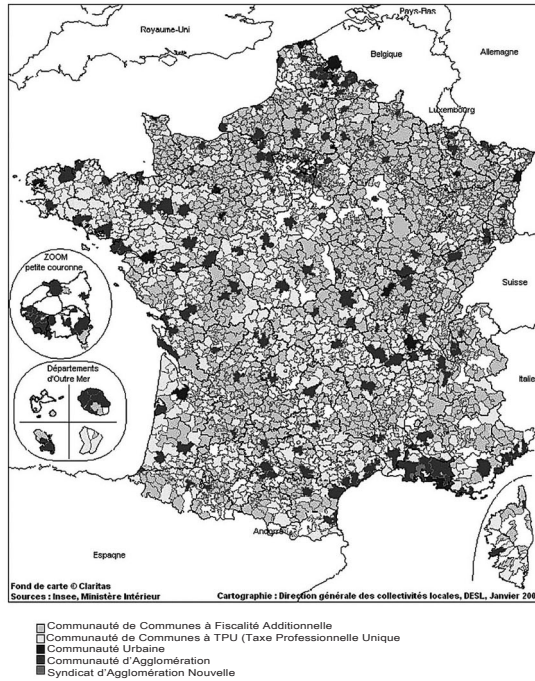 Pays-Bas
Royaume-Uni
Belgique
Allemagne
Luxembourg
ZOOM
petite couronne
Suisse
Départements
d'Outre Mer
Italie
Andorre
Espagne
Fond de carte © Claritas
Sources : Insee, Ministère Intérieur
Cartographie : Direction générale des collectivités locales, DESL, Janvier 200
Communauté de Communes à Fiscalité Additionnelle
Communauté de Communes à TPU (Taxe Professionnelle Unique
Communauté Urbaine
Communauté d'Agglomération
Syndicat d'Agglomération Nouvelle